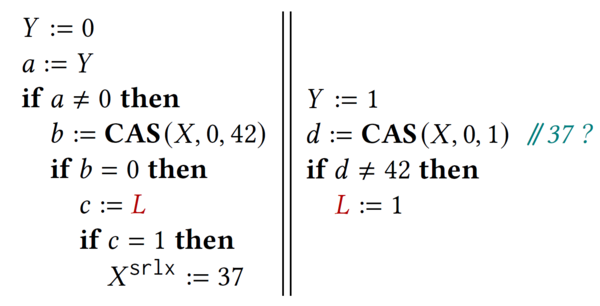 Y := 0
a := Y
if a ≠ 0 then
b := CAS(X, 0, 42)
if b = 0 then
c := L
if c = 1 then
X^srlx := 37
Y := 1
d := CAS(X, 0, 1) // 37 ?
if d ≠ 42 then
L := 1